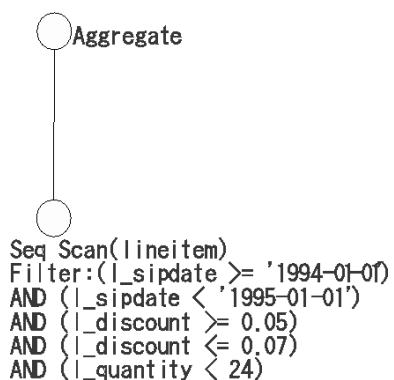 Aggregate
Seq Scan(lineitem)
Filter:(l_sipdate >= '1994-01-01')
AND (l_sipdate < '1995-01-01')
AND (l_discount >= 0.05)
AND (l_discount <= 0.07)
AND (l_quantity < 24)